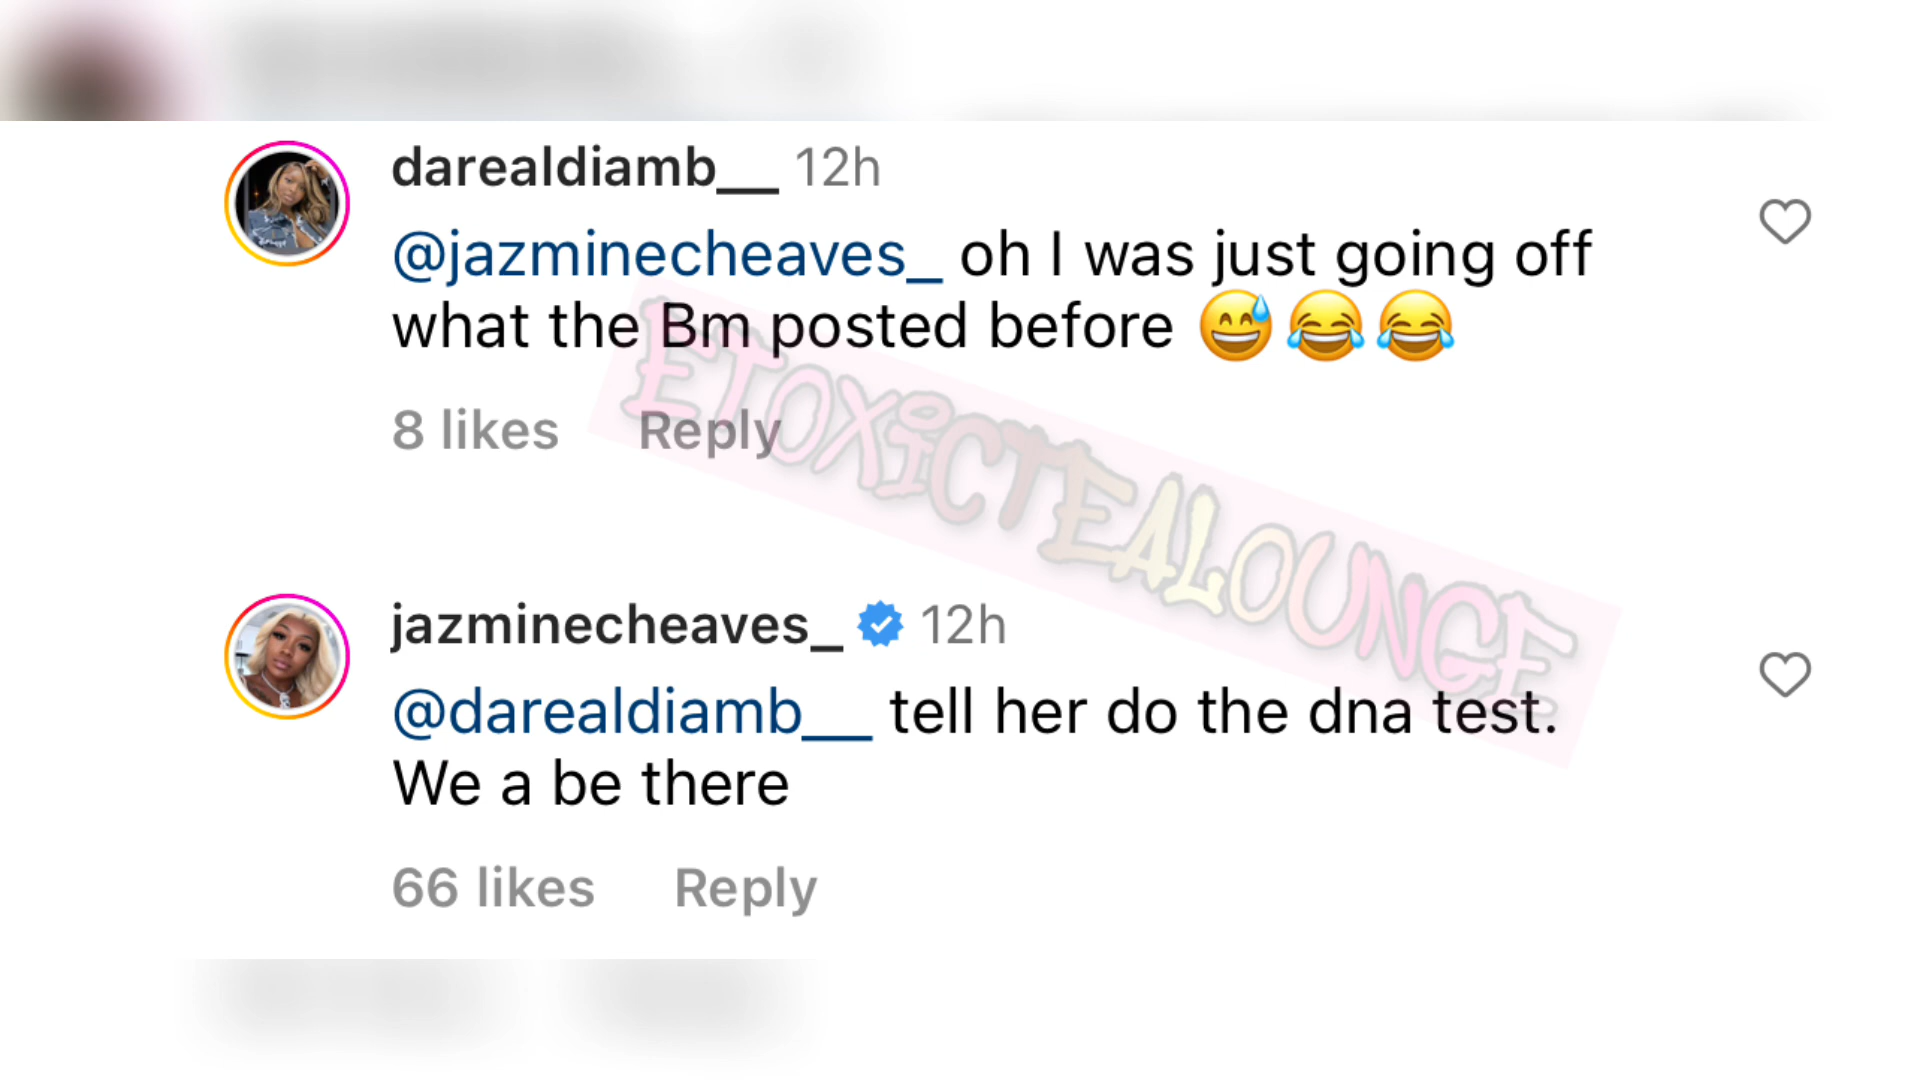 darealdiamb__ 12h
@jazminecheaves_ oh I was just going off
what the Bm posted before 😅😂😂
8 likes Reply
ETOXICTEALOUNGE
jazminecheaves_ 12h
@darealdiamb__ tell her do the dna test.
We a be there
66 likes Reply